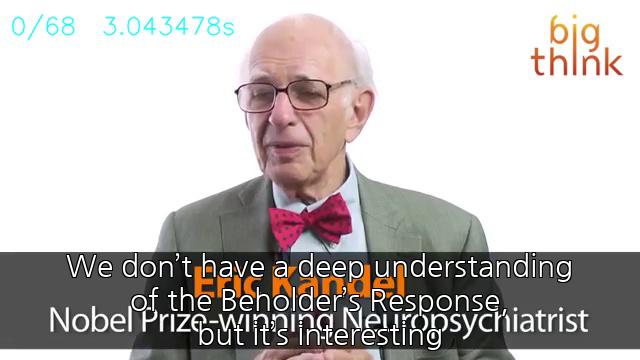 0/68 3.043478s
big
think
We don't have a deep understanding
Eric Kandel
of the Beholder's Response,
Nobel Prize-winning Neuropsychiatrist
but it's interesting